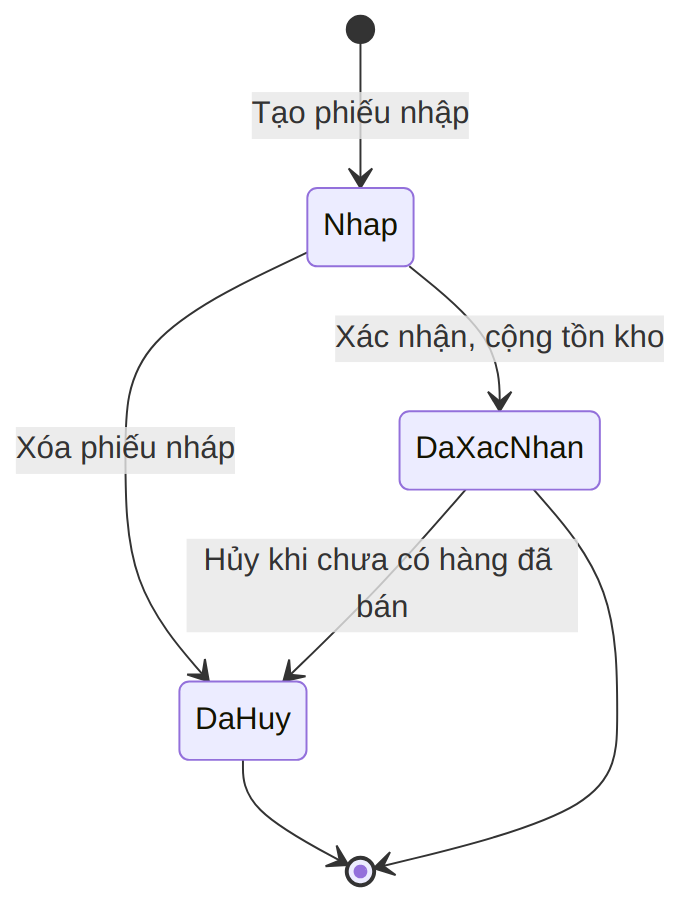 Tạo phiếu nhập
Nhap
Xác nhận, cộng tồn kho
Xóa phiếu nháp
DaXacNhan
Hủy khi chưa có hàng đã
bán
DaHuy